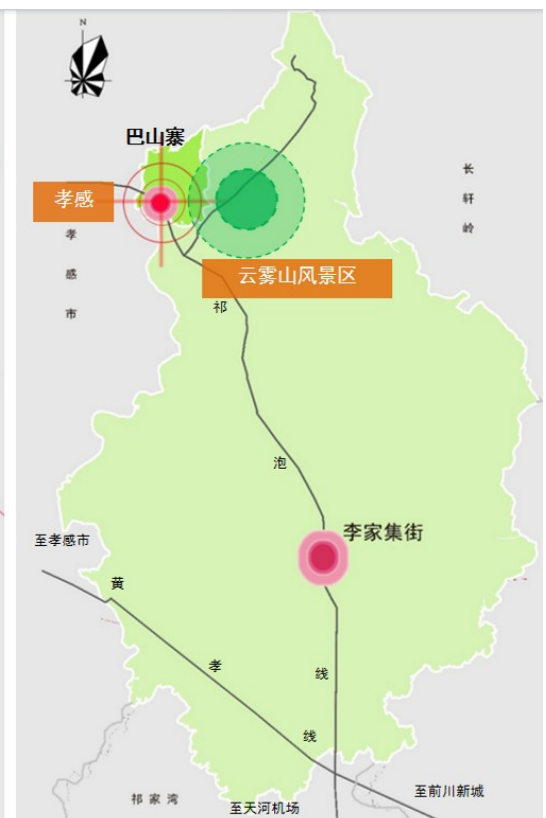 N
巴山寨
长轩岭
孝感
孝感市
云雾山风景区
祁
泡
李家集街
至孝感市
黄
孝
线
线
祁家湾
至天河机场
至前川新城